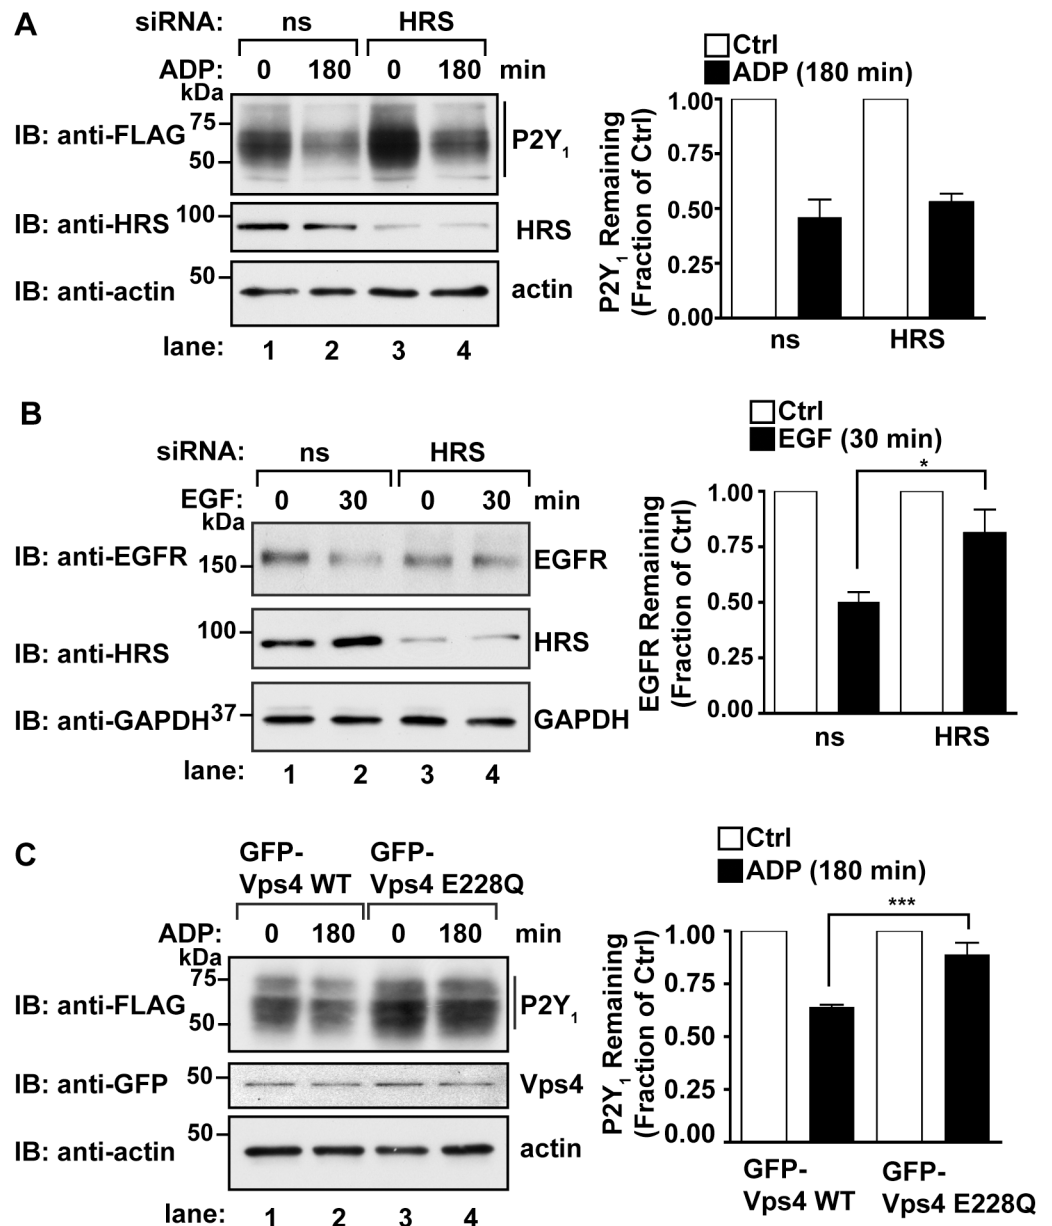 A
siRNA: ns HRS
ADP: 0 180 0 180 min
kDa
IB: anti-FLAG 75 50 P2Y1
IB: anti-HRS 100 HRS
IB: anti-actin 50 actin
lane: 1 2 3 4
Ctrl
ADP (180 min)
P2Y1 Remaining
(Fraction of Ctrl)
1.00
0.75
0.50
0.25
0.00
ns HRS
B
siRNA: ns HRS
EGF: 0 30 0 30 min
kDa
IB: anti-EGFR 150 EGFR
IB: anti-HRS 100 HRS
IB: anti-GAPDH 37 GAPDH
lane: 1 2 3 4
Ctrl
EGF (30 min)
*
EGFR Remaining
(Fraction of Ctrl)
1.00
0.75
0.50
0.25
0.00
ns HRS
C
GFP- GFP-
Vps4 WT Vps4 E228Q
ADP: 0 180 0 180 min
kDa
IB: anti-FLAG 75 50 P2Y1
IB: anti-GFP 50 Vps4
IB: anti-actin 50 actin
lane: 1 2 3 4
Ctrl
ADP (180 min)
***
P2Y1 Remaining
(Fraction of Ctrl)
1.00
0.75
0.50
0.25
0.00
GFP- GFP-
Vps4 WT Vps4 E228Q